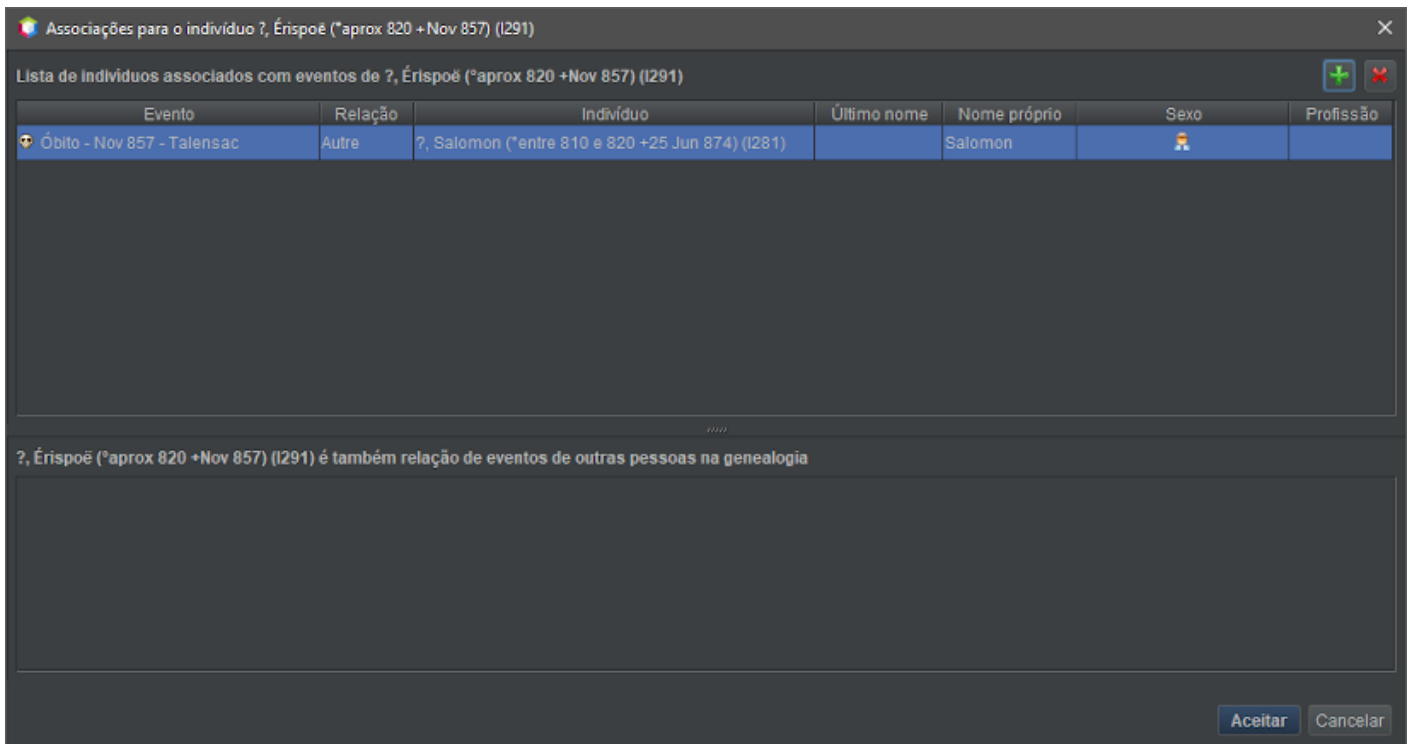 Associações para o indivíduo ?, Érispoë (°aprox 820 +Nov 857) (I291)
Lista de indivíduos associados com eventos de ?, Érispoë (°aprox 820 +Nov 857) (I291)
Evento Relação Indivíduo Último nome Nome próprio Sexo Profissão
Óbito - Nov 857 - Talensac Autre ?, Salomon (°entre 810 e 820 +25 Jun 874) (I281) Salomon
?, Érispoë (°aprox 820 +Nov 857) (I291) é também relação de eventos de outras pessoas na genealogia
Aceitar Cancelar